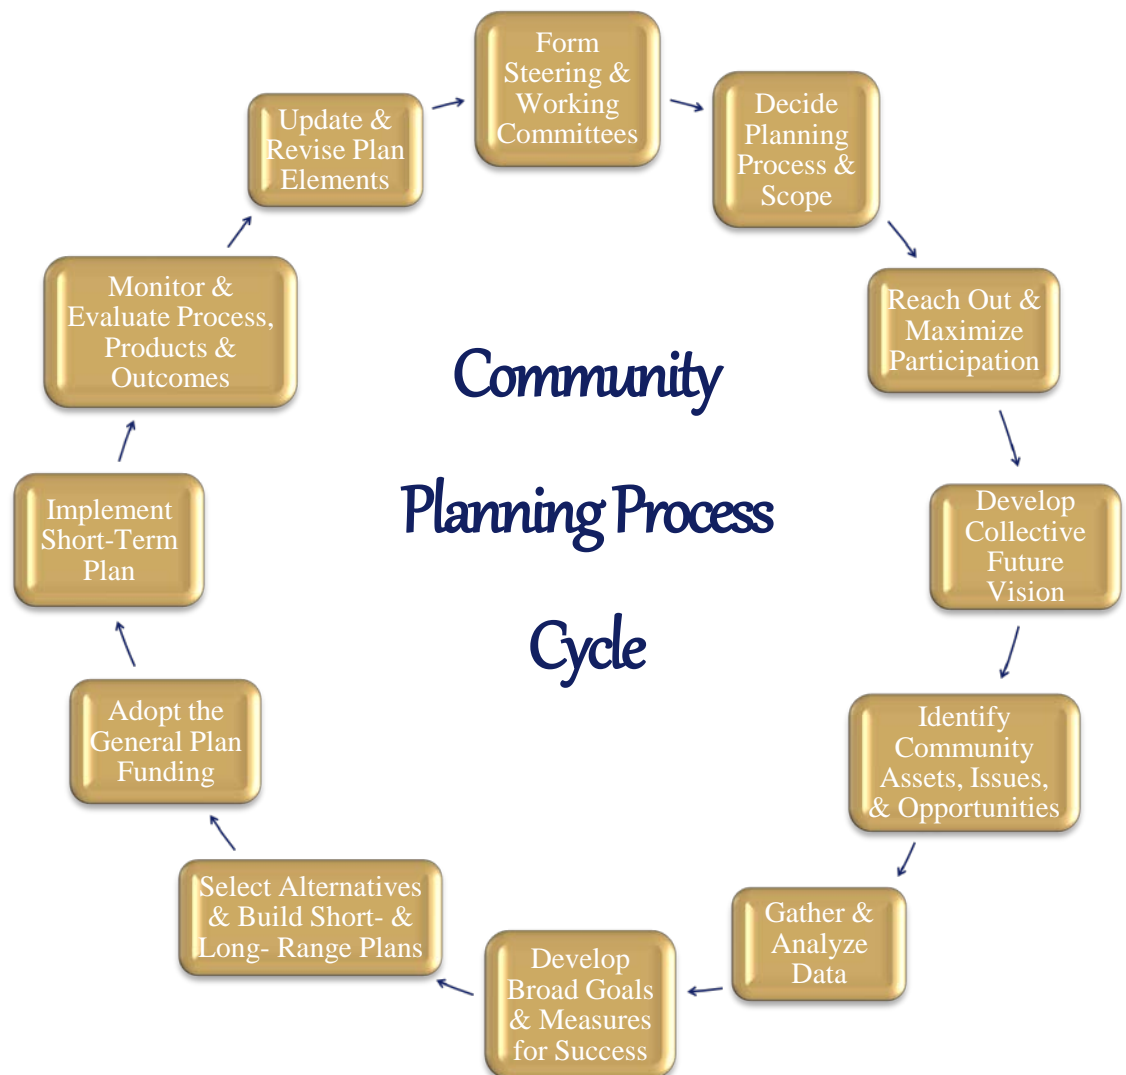 Form
Steering &
Working
Committees
Decide
Planning
Process &
Scope
Reach Out &
Maximize
Participation
Develop
Collective
Future
Vision
Identify
Community
Assets, Issues,
& Opportunities
Gather &
Analyze
Data
Develop
Broad Goals
& Measures
for Success
Select Alternatives
& Build Short- &
Long- Range Plans
Adopt the
General Plan
Funding
Implement
Short-Term
Plan
Monitor &
Evaluate Process,
Products &
Outcomes
Update &
Revise Plan
Elements
Community
Planning Process
Cycle